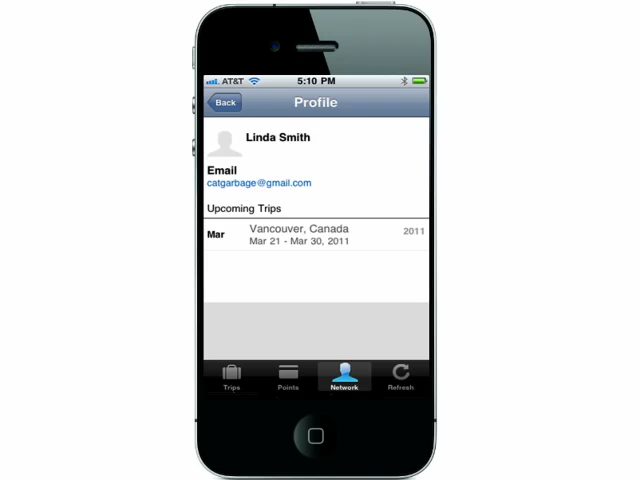 AT&T 5:10 PM
Back Profile
Linda Smith
Email
catgarbage@gmail.com
Upcoming Trips
Mar Vancouver, Canada 2011
Mar 21 - Mar 30, 2011
Trips Points Network Refresh